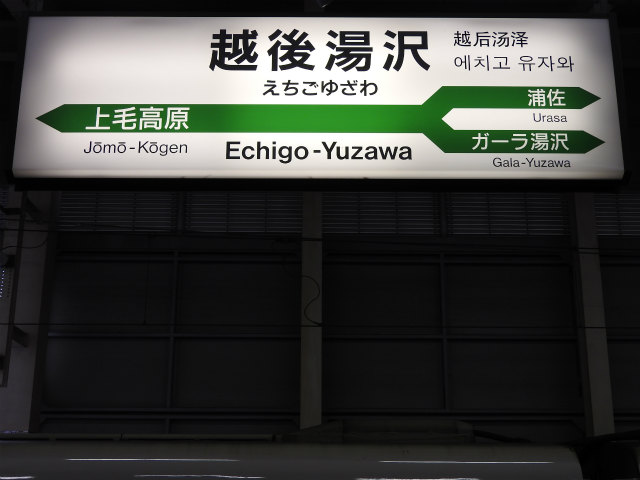 越後湯沢
えちごゆざわ
越后汤泽
에치고 유자와
上毛高原
Jōmō-Kōgen
Echigo-Yuzawa
浦佐
Urasa
ガーラ湯沢
Gala-Yuzawa